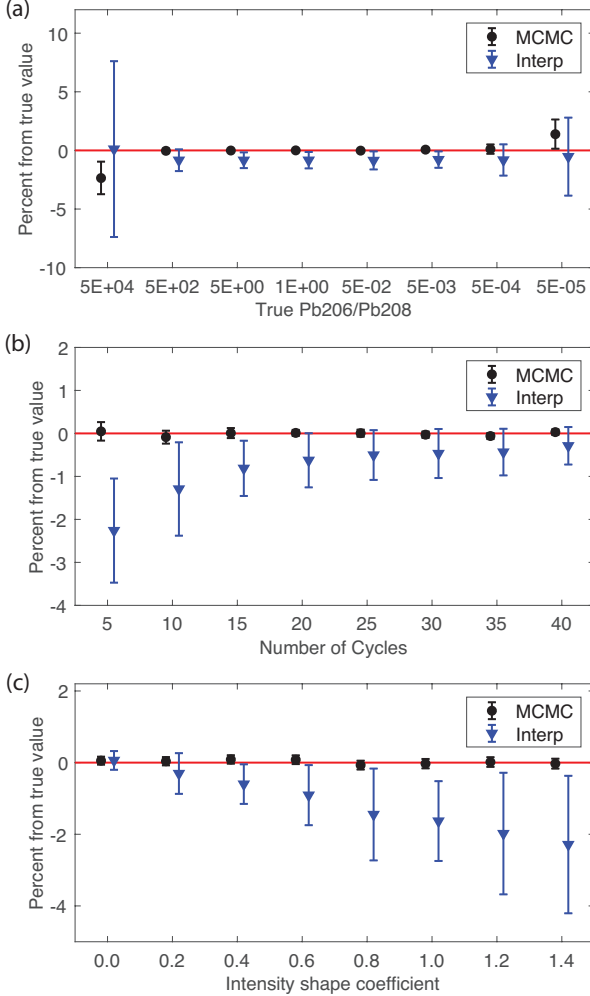 (a)
10
5
0
-5
-10
Percent from true value
MCMC
Interp
5E+04 5E+02 5E+00 1E+00 5E-02 5E-03 5E-04 5E-05
True Pb206/Pb208
(b)
2
1
0
-1
-2
-3
-4
Percent from true value
MCMC
Interp
5 10 15 20 25 30 35 40
Number of Cycles
(c)
2
0
-2
-4
Percent from true value
MCMC
Interp
0.0 0.2 0.4 0.6 0.8 1.0 1.2 1.4
Intensity shape coefficient